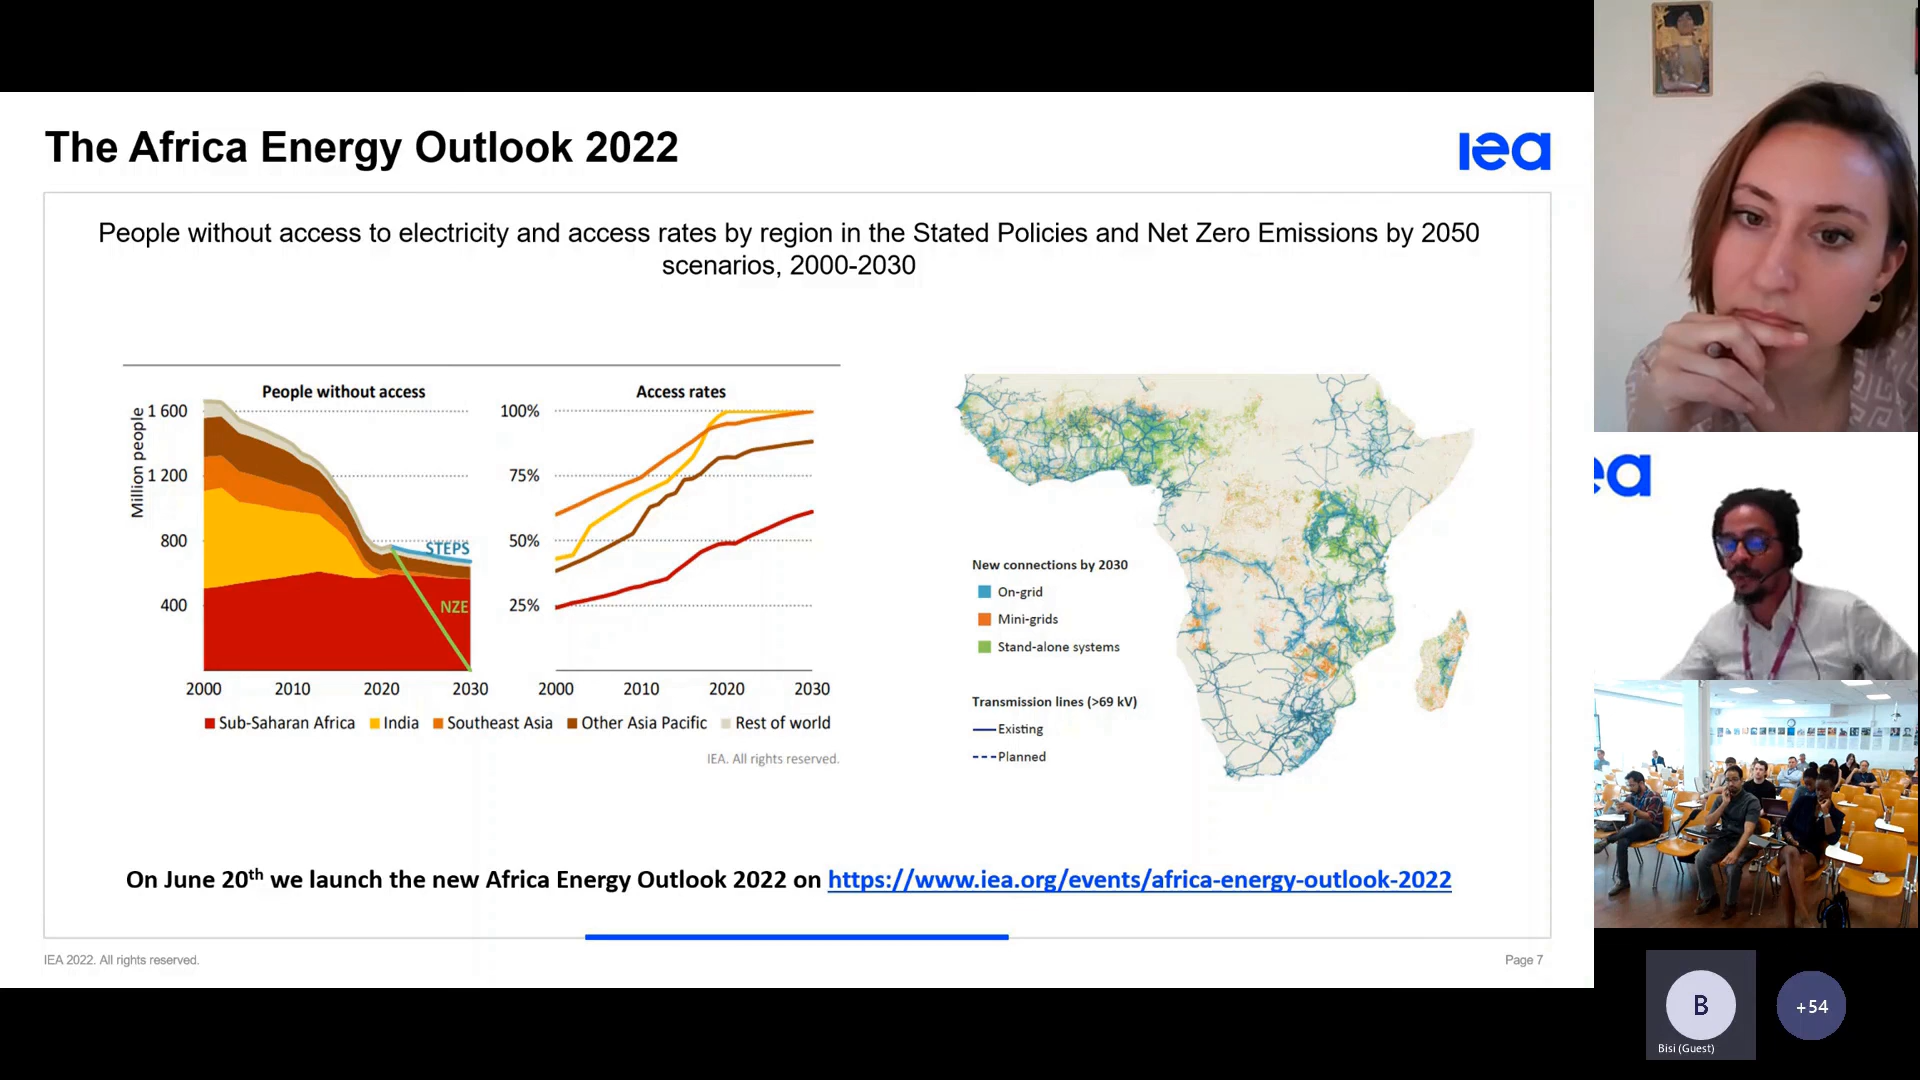 The Africa Energy Outlook 2022
iea
People without access to electricity and access rates by region in the Stated Policies and Net Zero Emissions by 2050
scenarios, 2000-2030
People without access
Million people
1 600
1 200
800
400
STEPS
NZE
2000 2010 2020 2030
Access rates
100%
75%
50%
25%
2000 2010 2020 2030
Sub-Saharan Africa India Southeast Asia Other Asia Pacific Rest of world
IEA. All rights reserved.
New connections by 2030
On-grid
Mini-grids
Stand-alone systems
Transmission lines (>69 kV)
Existing
Planned
On June 20th we launch the new Africa Energy Outlook 2022 on https://www.iea.org/events/africa-energy-outlook-2022
IEA 2022. All rights reserved.
Page 7
ea
B
Bisi (Guest)
+54